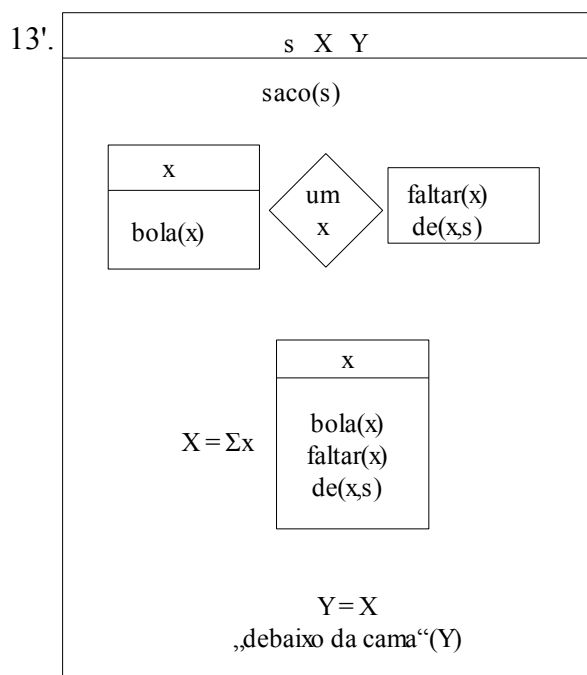 13'.
s X Y
saco(s)
x
bola(x)
um
x
faltar(x)
de(x,s)
X = Σx
x
bola(x)
faltar(x)
de(x,s)
Y = X
„debaixo da cama“(Y)